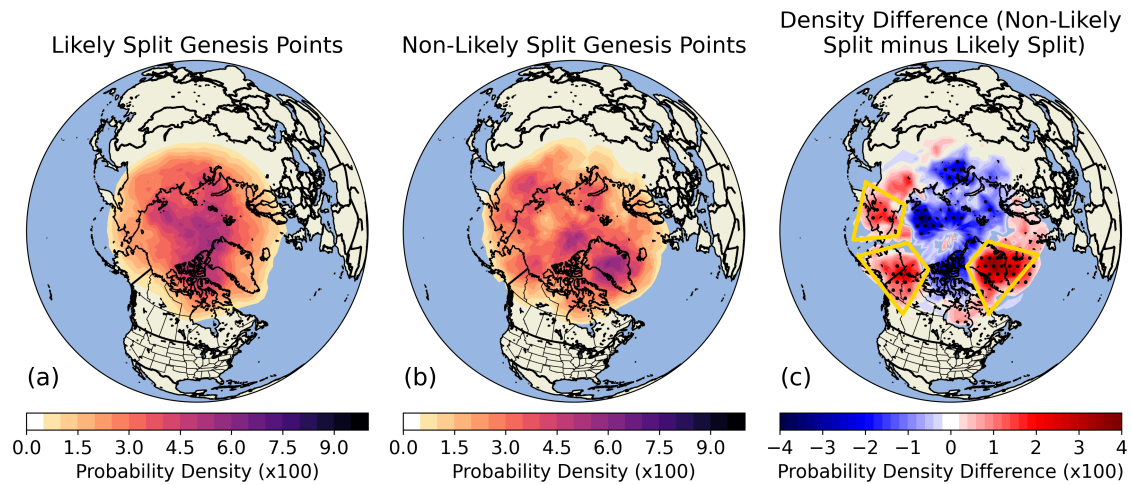 Likely Split Genesis Points
Non-Likely Split Genesis Points
Density Difference (Non-Likely
Split minus Likely Split)
(a)
(b)
(c)
0.0 1.5 3.0 4.5 6.0 7.5 9.0
Probability Density (x100)
0.0 1.5 3.0 4.5 6.0 7.5 9.0
Probability Density (x100)
−4 −3 −2 −1 0 1 2 3 4
Probability Density Difference (x100)